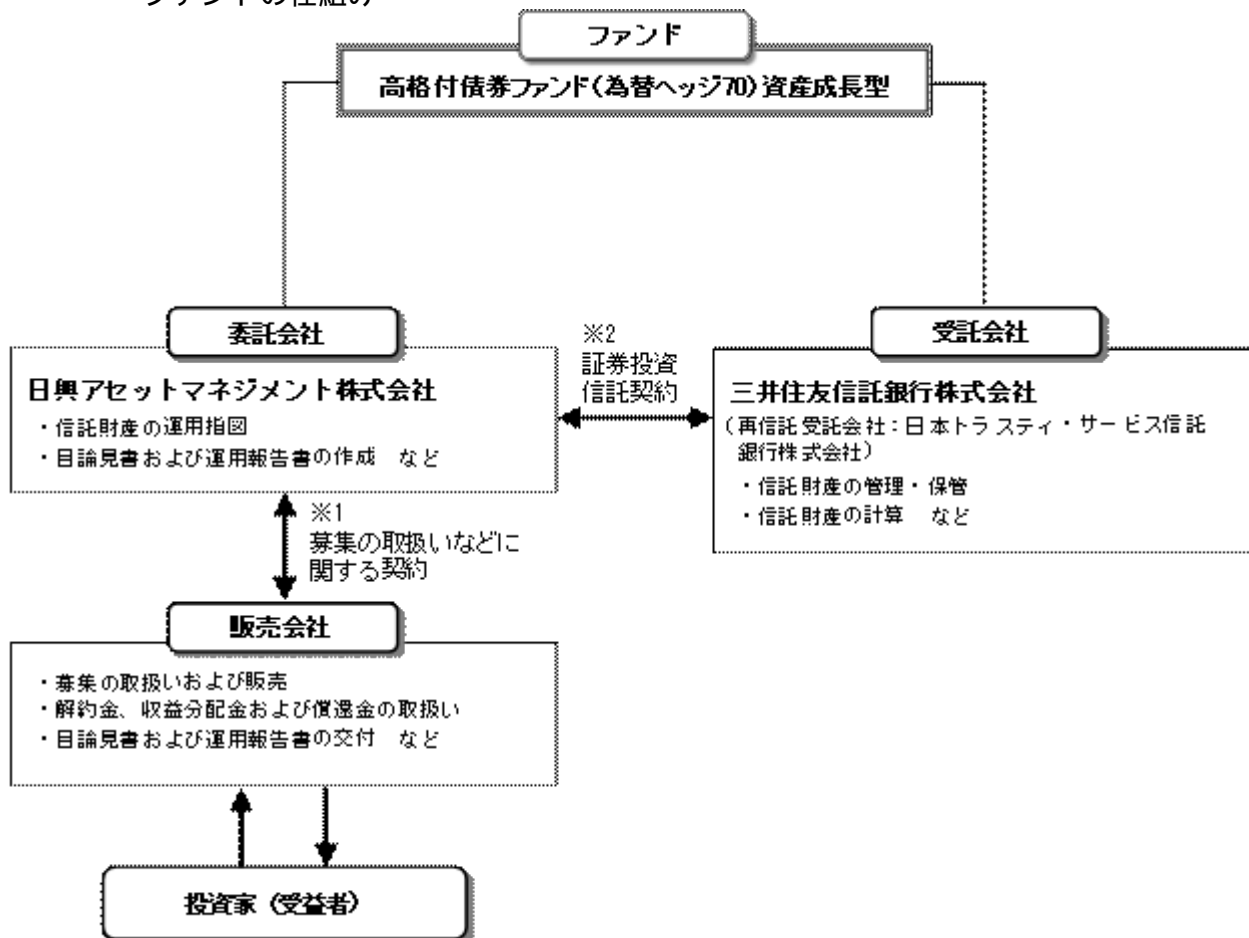 ファンドの仕組み
ファンド
高格付債券ファンド(為替ヘッジ70)資産成長型
委託会社
日興アセットマネジメント株式会社
・信託財産の運用指図
・目論見書および運用報告書の作成 など
※2
証券投資
信託契約
受託会社
三井住友信託銀行株式会社
(再信託受託会社:日本トラスティ・サービス信託
銀行株式会社)
・信託財産の管理・保管
・信託財産の計算 など
※1
募集の取扱いなどに
関する契約
販売会社
・募集の取扱いおよび販売
・解約金、収益分配金および償還金の取扱い
・目論見書および運用報告書の交付 など
投資家(受益者)